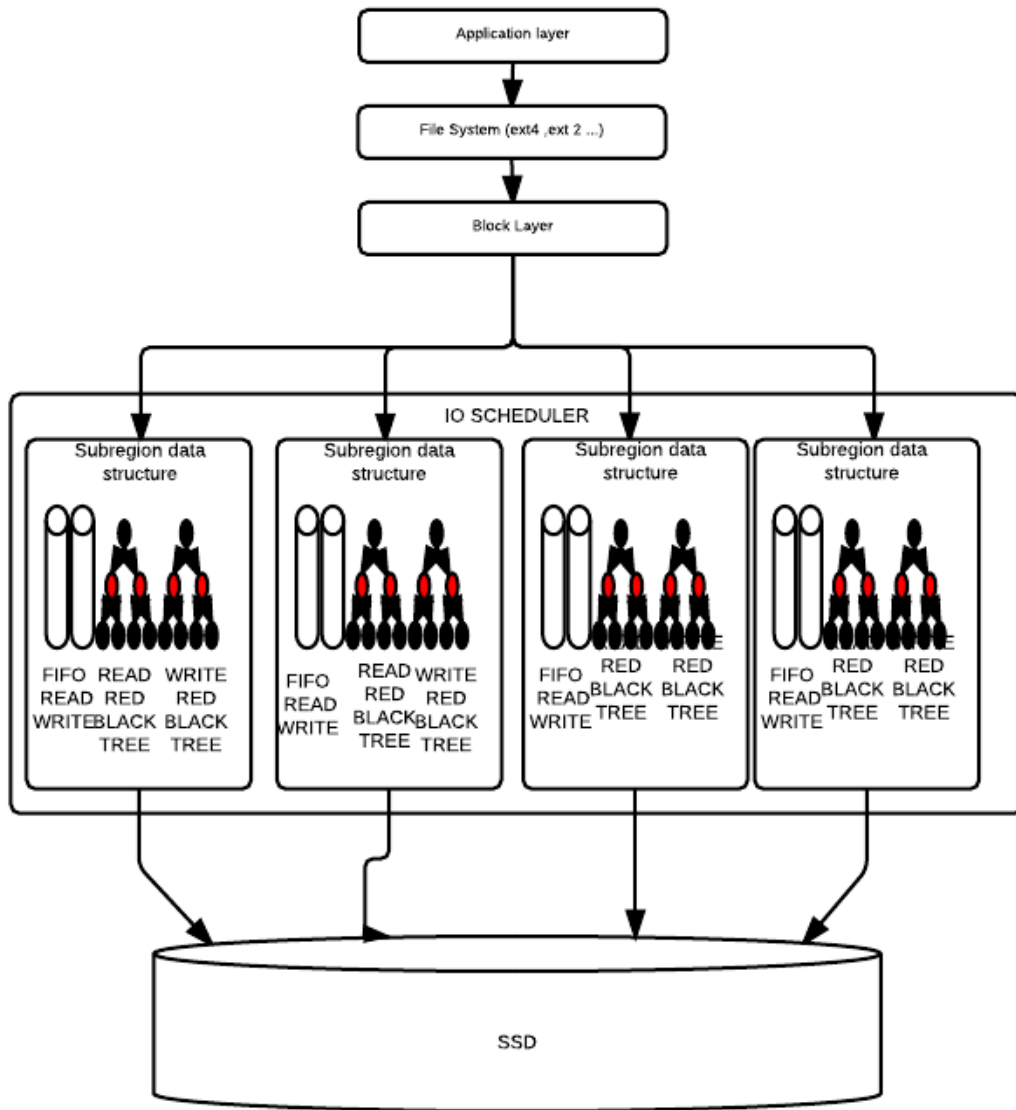 Application layer
File System (ext4 ,ext 2 ...)
Block Layer
IO SCHEDULER
Subregion data
structure
FIFO
READ
WRITE
READ
RED
BLACK
TREE
WRITE
RED
BLACK
TREE
Subregion data
structure
FIFO
READ
WRITE
READ
RED
BLACK
TREE
WRITE
RED
BLACK
TREE
Subregion data
structure
FIFO
READ
WRITE
RED
BLACK
TREE
RED
BLACK
TREE
Subregion data
structure
FIFO
READ
WRITE
RED
BLACK
TREE
RED
BLACK
TREE
SSD